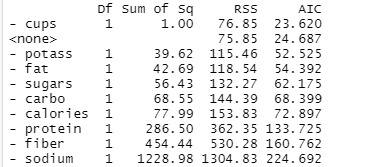 Df Sum of Sq RSS AIC
- cups 1 1.00 76.85 23.620
<none> 75.85 24.687
- potass 1 39.62 115.46 52.525
- fat 1 42.69 118.54 54.392
- sugars 1 56.43 132.27 62.175
- carbo 1 68.55 144.39 68.399
- calories 1 77.99 153.83 72.897
- protein 1 286.50 362.35 133.725
- fiber 1 454.44 530.28 160.762
- sodium 1 1228.98 1304.83 224.692